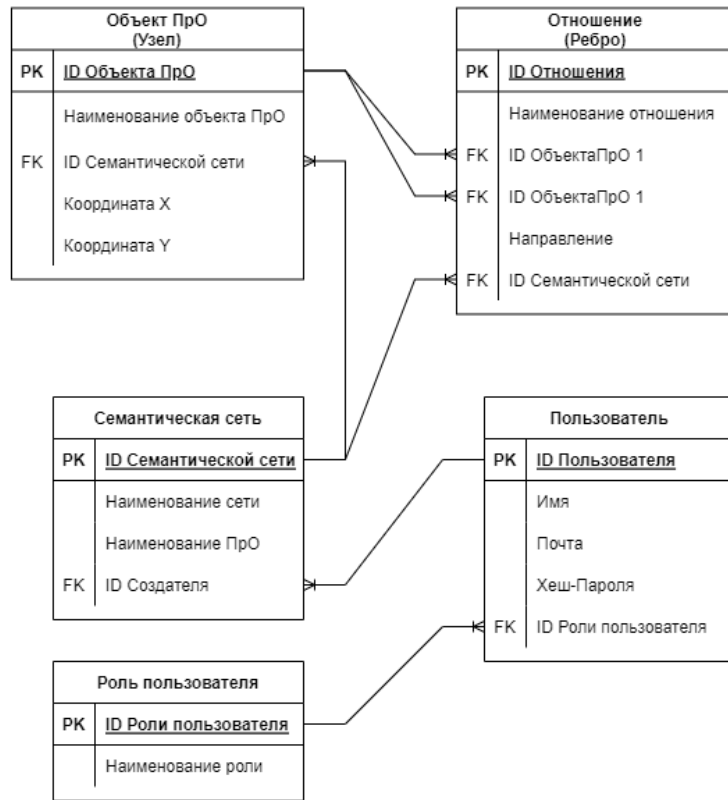 Объект ПрО
(Узел)
PK ID Объекта ПрО
Наименование объекта ПрО
FK ID Семантической сети
Координата X
Координата Y
Отношение
(Ребро)
PK ID Отношения
Наименование отношения
FK ID ОбъектаПрО 1
FK ID ОбъектаПрО 1
Направление
FK ID Семантической сети
Семантическая сеть
PK ID Семантической сети
Наименование сети
Наименование ПрО
FK ID Создателя
Пользователь
PK ID Пользователя
Имя
Почта
Хеш-Пароля
FK ID Роли пользователя
Роль пользователя
PK ID Роли пользователя
Наименование роли